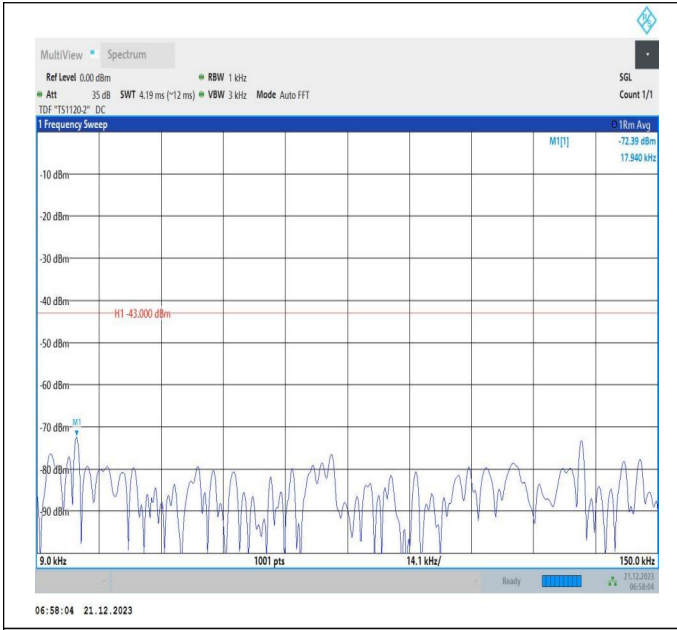 R S
MultiView Spectrum
Ref Level 0.00 dBm RBW 1 kHz SGL
Att 35 dB SWT 4.19 ms (~12 ms) VBW 3 kHz Mode Auto FFT Count 1/1
TDF "TS1120-2" DC
1 Frequency Sweep 1Rm Avg
M1[1] -72.39 dBm
17.940 kHz
-10 dBm
-20 dBm
-30 dBm
-40 dBm
H1 -43.000 dBm
-50 dBm
-60 dBm
-70 dBm
M1
-80 dBm
-90 dBm
9.0 kHz 1001 pts 14.1 kHz/ 150.0 kHz
Ready 21.12.2023
06:58:04
06:58:04 21.12.2023